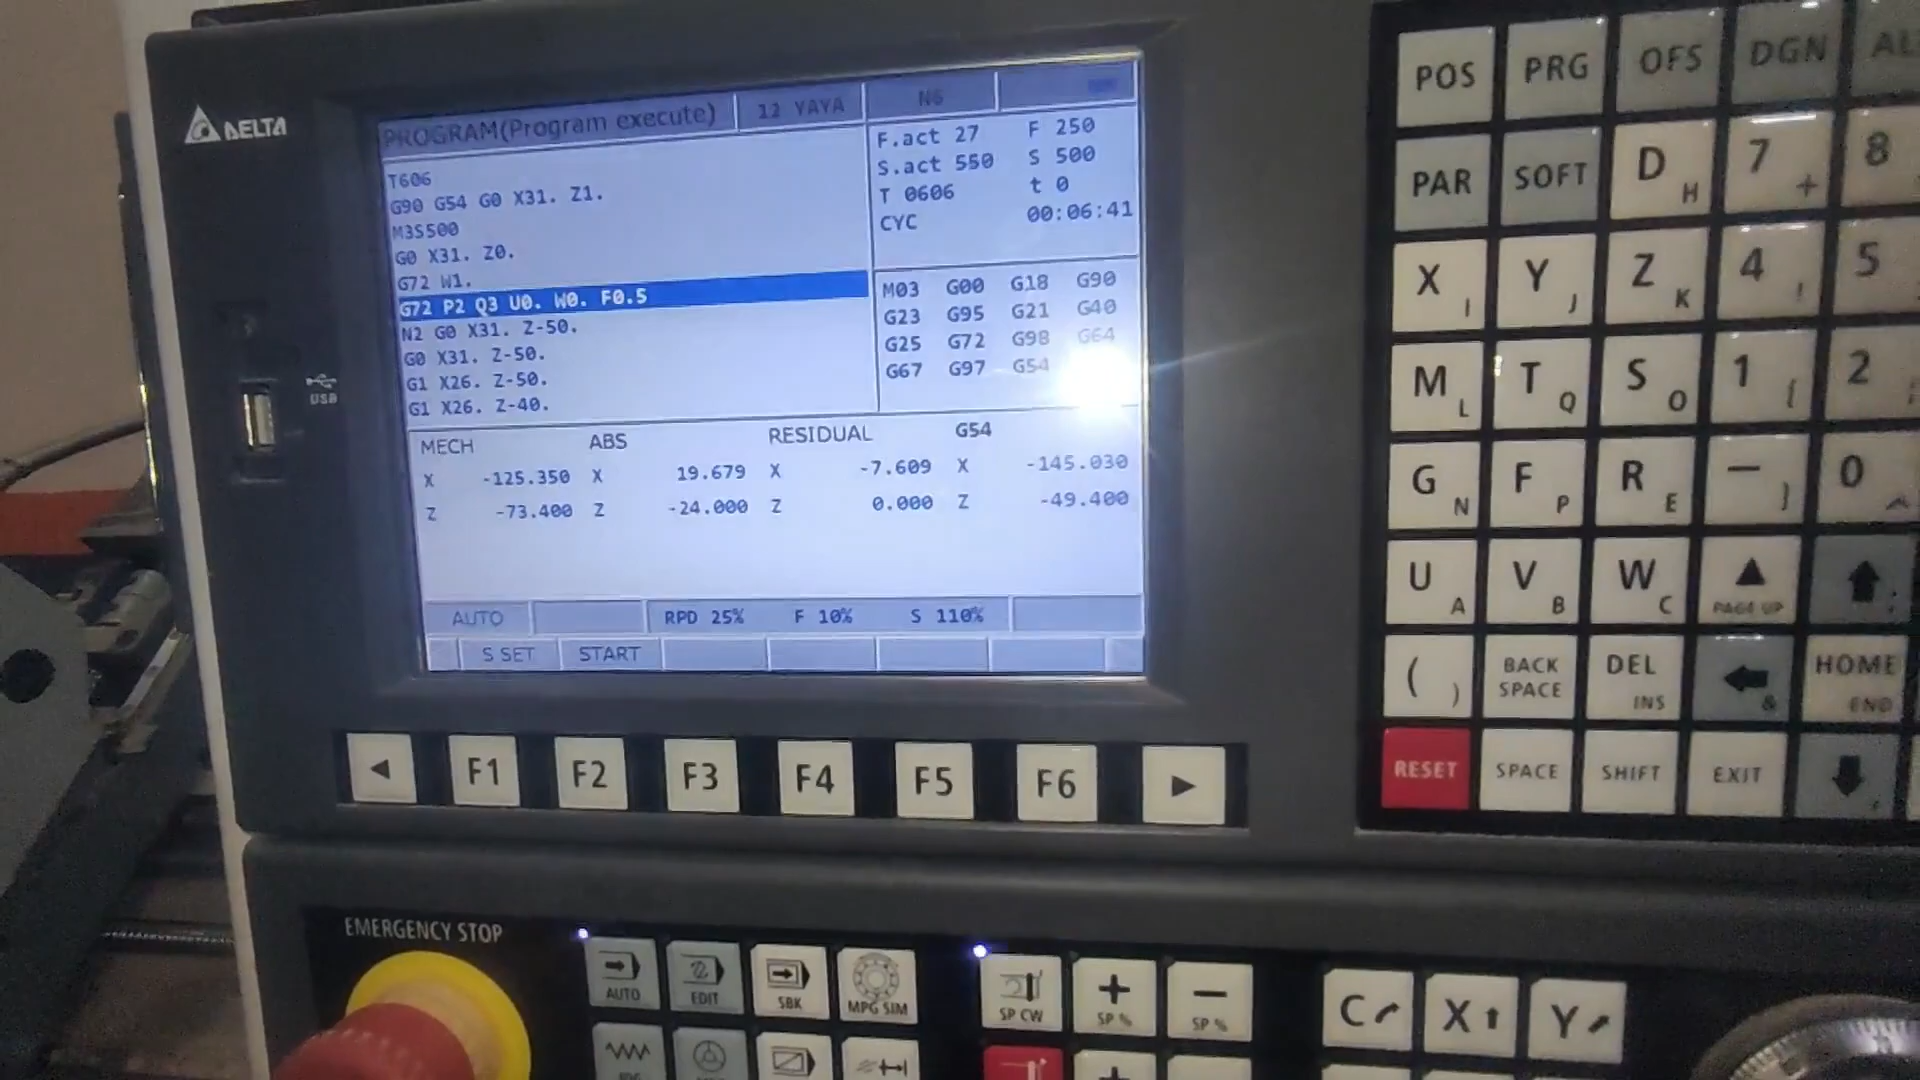 DELTA
PROGRAM(Program execute) 12 YAYA N6
T606
G90 G54 G0 X31. Z1.
M3S500
G0 X31. Z0.
G72 W1.
G72 P2 Q3 U0. W0. F0.5
N2 G0 X31. Z-50.
G0 X31. Z-50.
G1 X26. Z-50.
G1 X26. Z-40.
F.act 27 F 250
S.act 550 S 500
T 0606 t 0
CYC 00:06:41
M03 G00 G18 G90
G23 G95 G21 G40
G25 G72 G98 G64
G67 G97 G54
MECH ABS RESIDUAL G54
X -125.350 X 19.679 X -7.609 X -145.030
Z -73.400 Z -24.000 Z 0.000 Z -49.400
AUTO RPD 25% F 10% S 110%
S SET START
USB
F1 F2 F3 F4 F5 F6
POS PRG OFS DGN
PAR SOFT D H 7 + 8
X I Y J Z K 4 ! 5
M L T Q S O 1 [ 2
G N F P R E — ] 0
U A V B W C PAGE UP
( ) BACK SPACE DEL INS & HOME END
RESET SPACE SHIFT EXIT
EMERGENCY STOP
AUTO EDIT SBK MPG SIM SP CW + SP % — SP %
C X Y